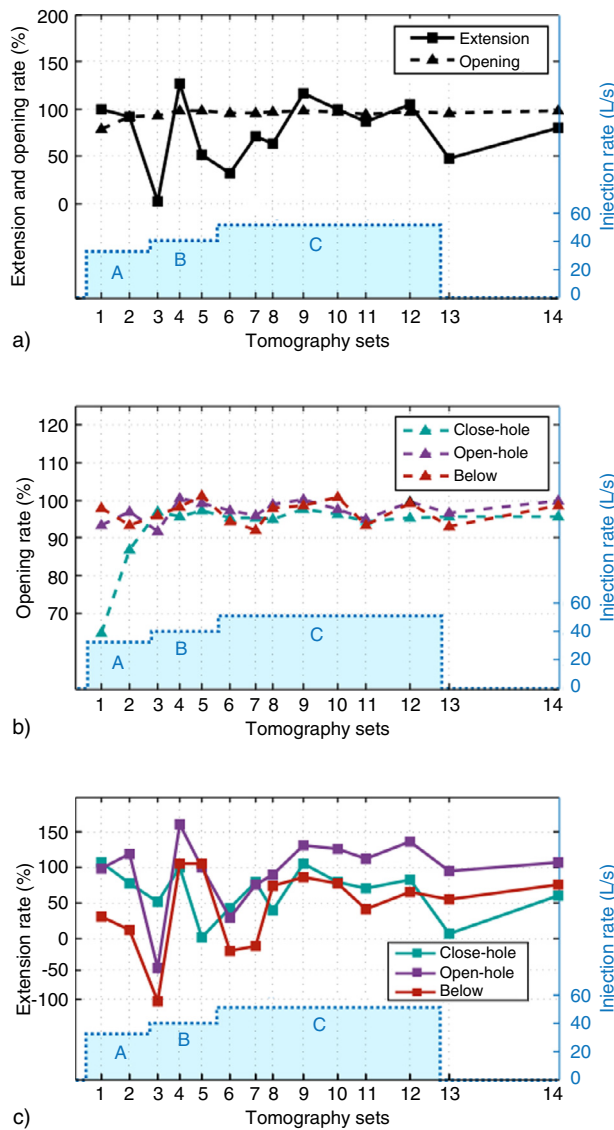 200
150
100
50
0
Extension and opening rate (%)
Extension
Opening
60
40
20
0
Injection rate (L/s)
A
B
C
1 2 3 4 5 6 7 8 9 10 11 12 13 14
Tomography sets
a)
120
110
100
90
80
70
Opening rate (%)
Close-hole
Open-hole
Below
60
40
20
0
Injection rate (L/s)
A
B
C
1 2 3 4 5 6 7 8 9 10 11 12 13 14
Tomography sets
b)
150
100
50
0
-50
E-100
Extension rate (%)
Close-hole
Open-hole
Below
60
40
20
0
Injection rate (L/s)
A
B
C
1 2 3 4 5 6 7 8 9 10 11 12 13 14
Tomography sets
c)